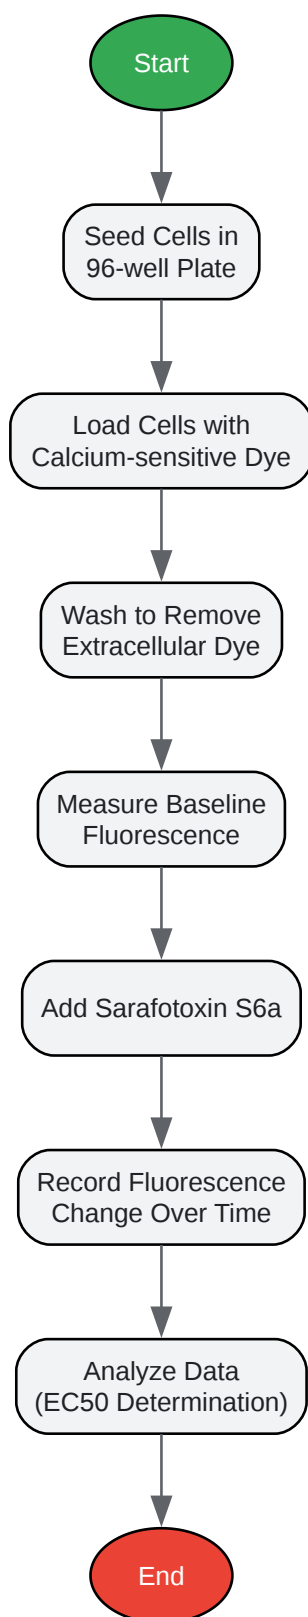 Start
Seed Cells in
96-well Plate
Load Cells with
Calcium-sensitive Dye
Wash to Remove
Extracellular Dye
Measure Baseline
Fluorescence
Add Sarafotoxin S6a
Record Fluorescence
Change Over Time
Analyze Data
(EC50 Determination)
End